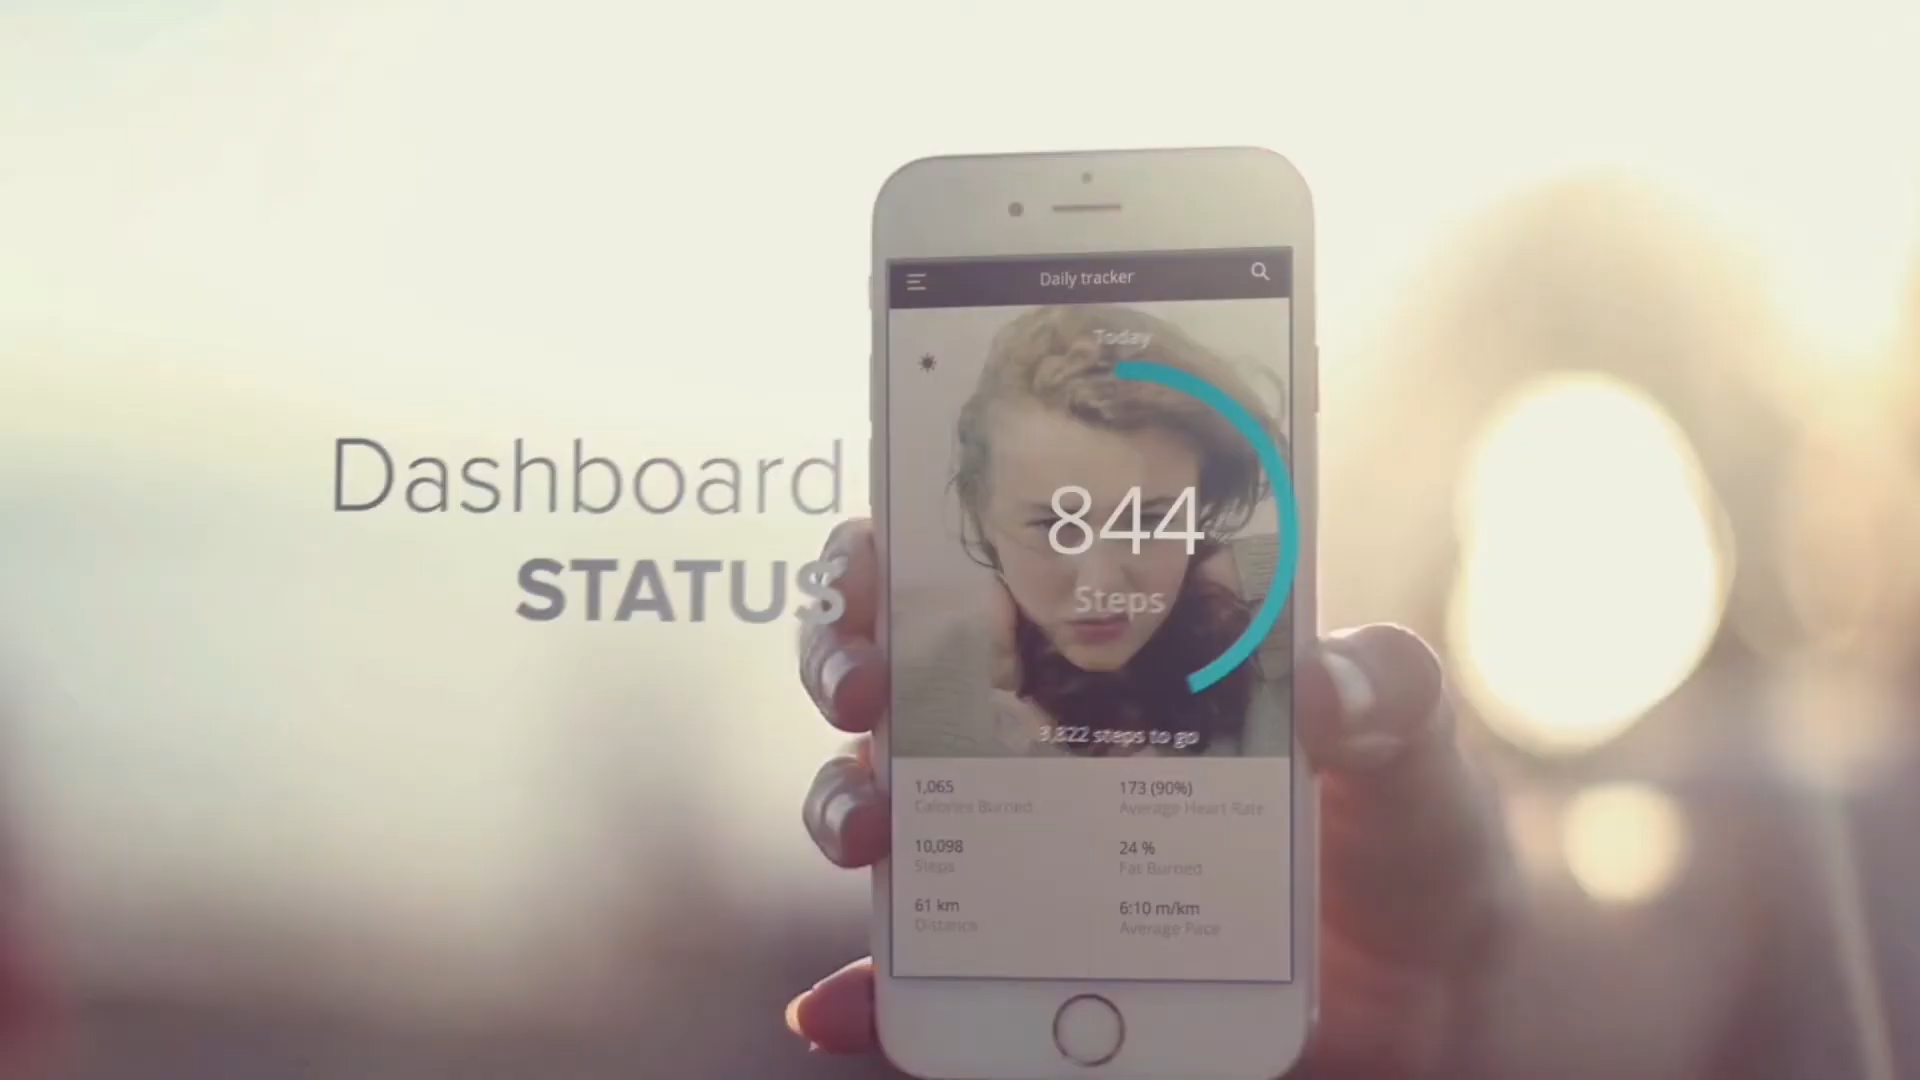 Dashboard
STATUS
Daily tracker
Today
844
Steps
3,822 steps to go
1,065
Calories Burned
173 (90%)
Average Heart Rate
10,098
Steps
24 %
Fat Burned
61 km
Distance
6:10 m/km
Average Pace